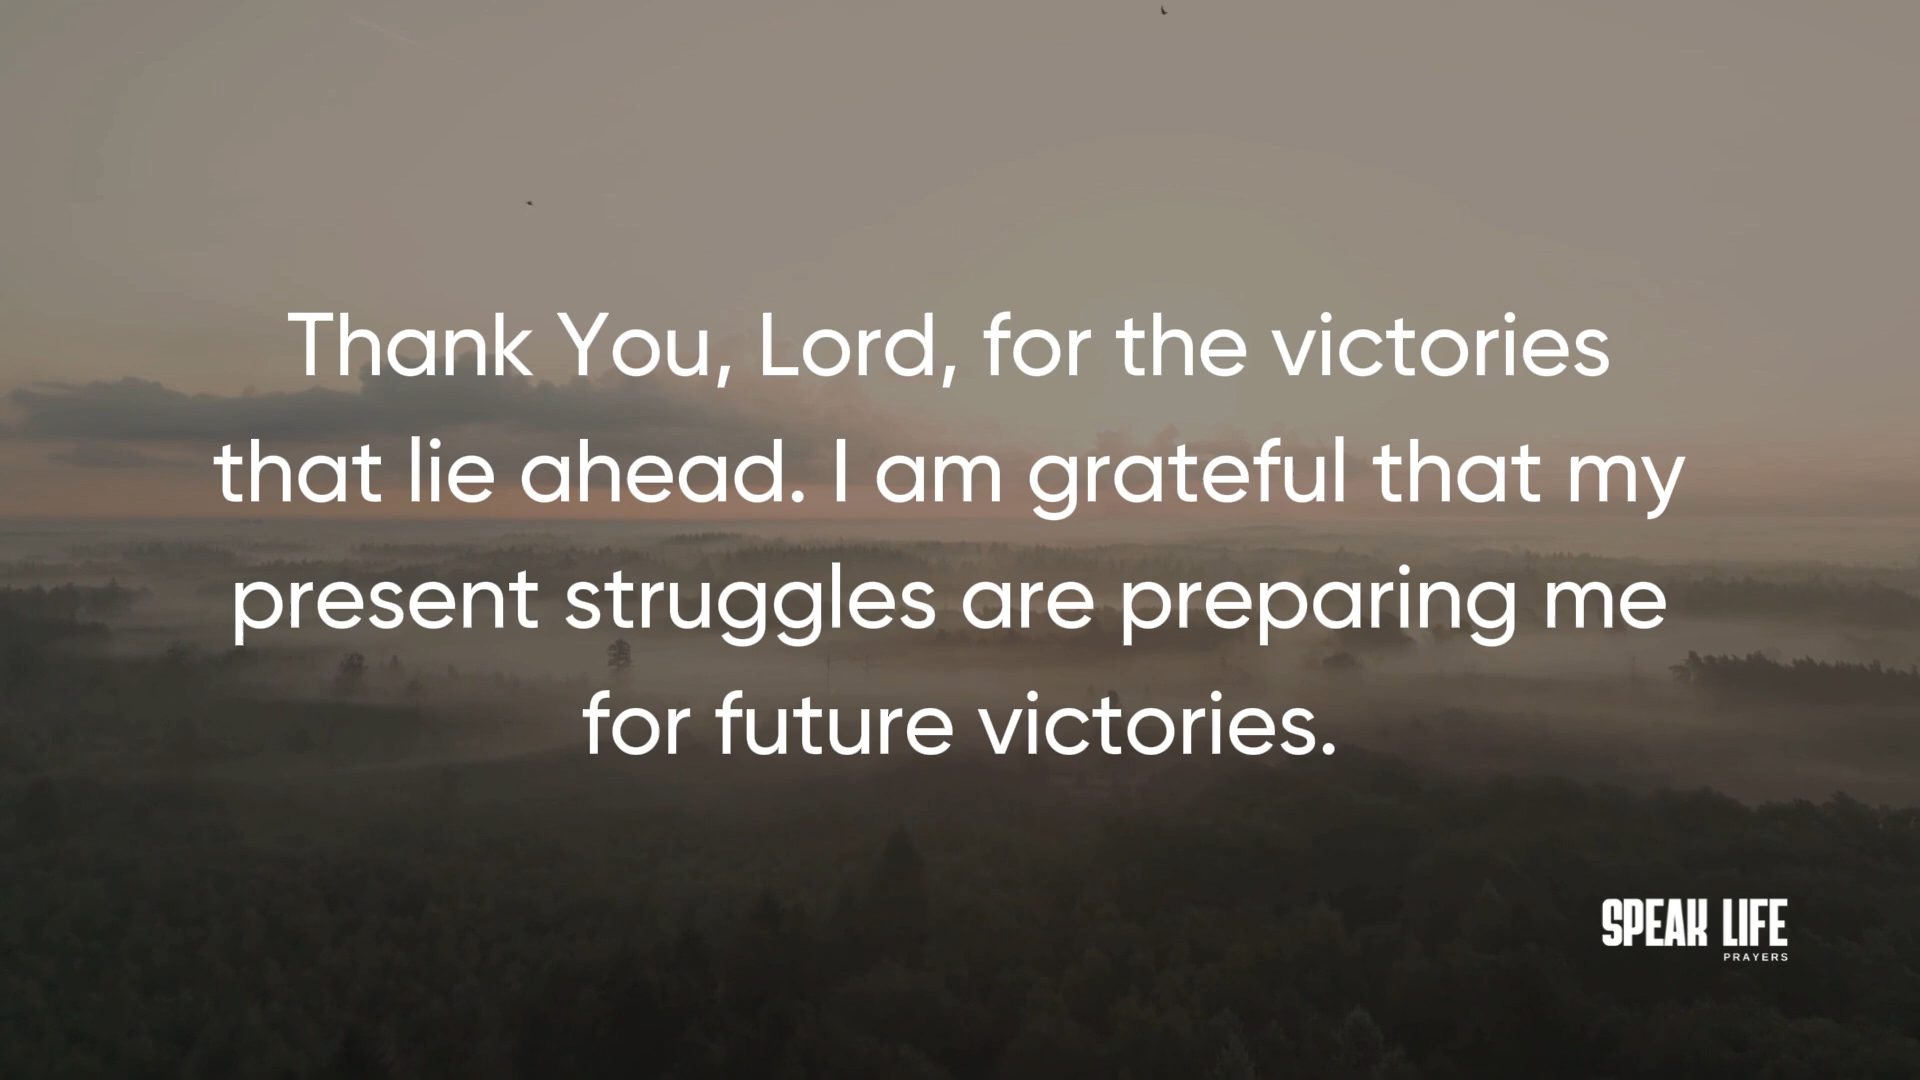 Thank You, Lord, for the victories
that lie ahead. I am grateful that my
present struggles are preparing me
for future victories.
SPEAK LIFE
PRAYERS